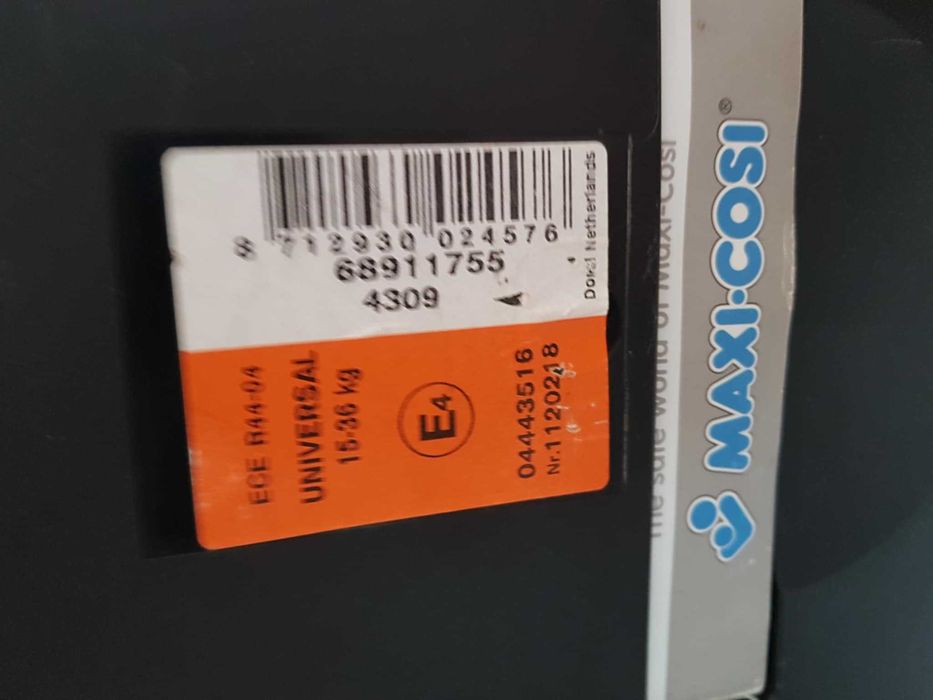 8 712930 024576
68911755
4309
A
Dorel Netherlands
ECE R44-04
UNIVERSAL
15-36 kg
E4
04443516
Nr.1120218
The safe world of Maxi-Cosi
MAXI·COSI®